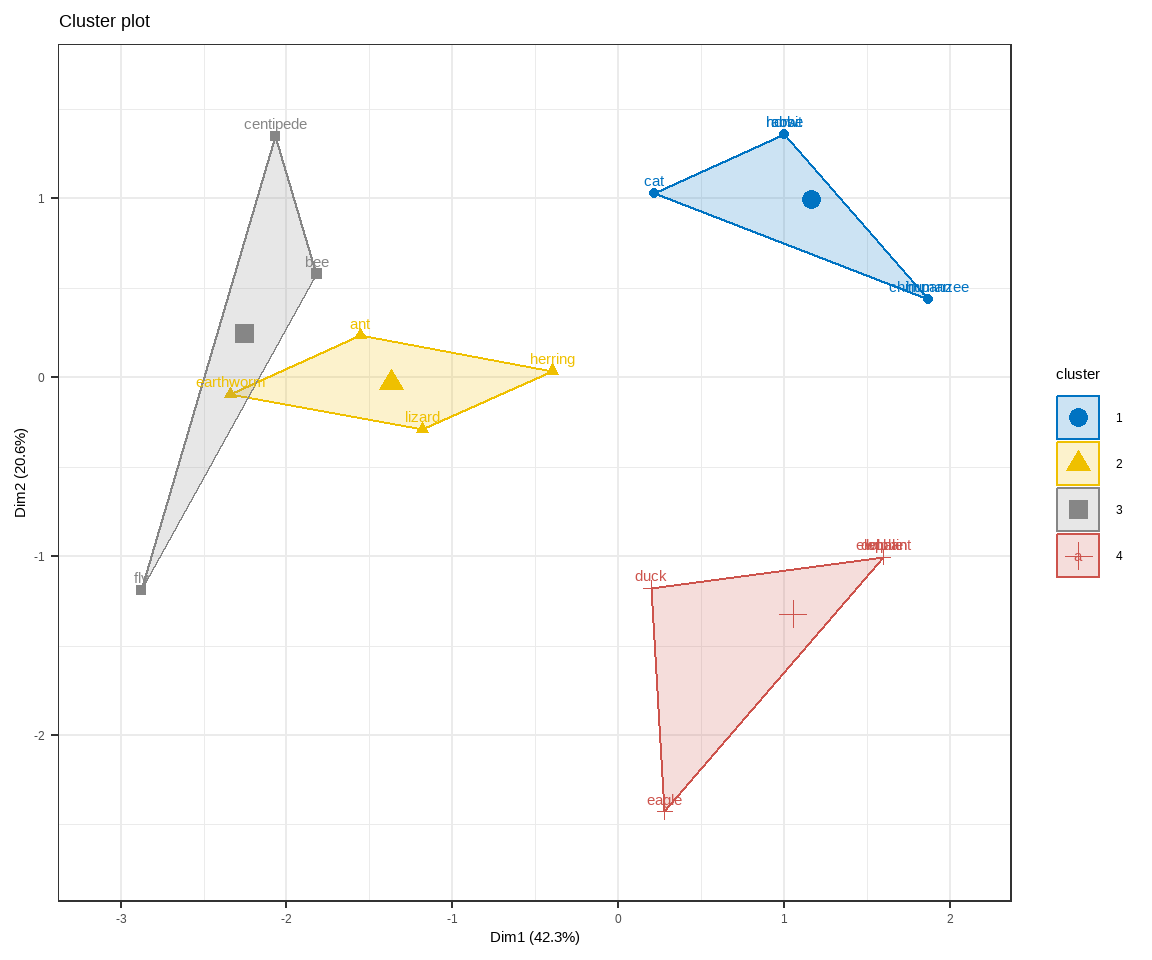 Cluster plot
centipede
cat
bee
ant
herring
earthworm
lizard
fly
duck
eagle
1
0
-1
-2
-3
-2
-1
0
1
2
Dim1 (42.3%)
Dim2 (20.6%)
cluster
1
2
3
a 4